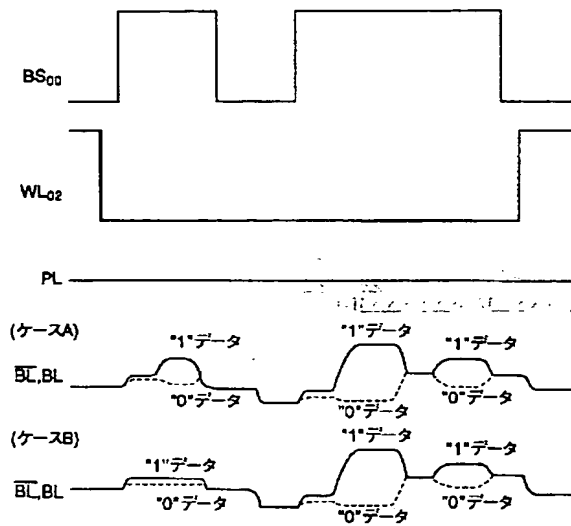 BS₀₀
WL₀₂
PL
(ケースA)
"1"データ "1"データ "1"データ
B̅L̅,BL
"0"データ "0"データ "0"データ
(ケースB)
"1"データ "1"データ "1"データ
B̅L̅,BL
"0"データ "0"データ "0"データ